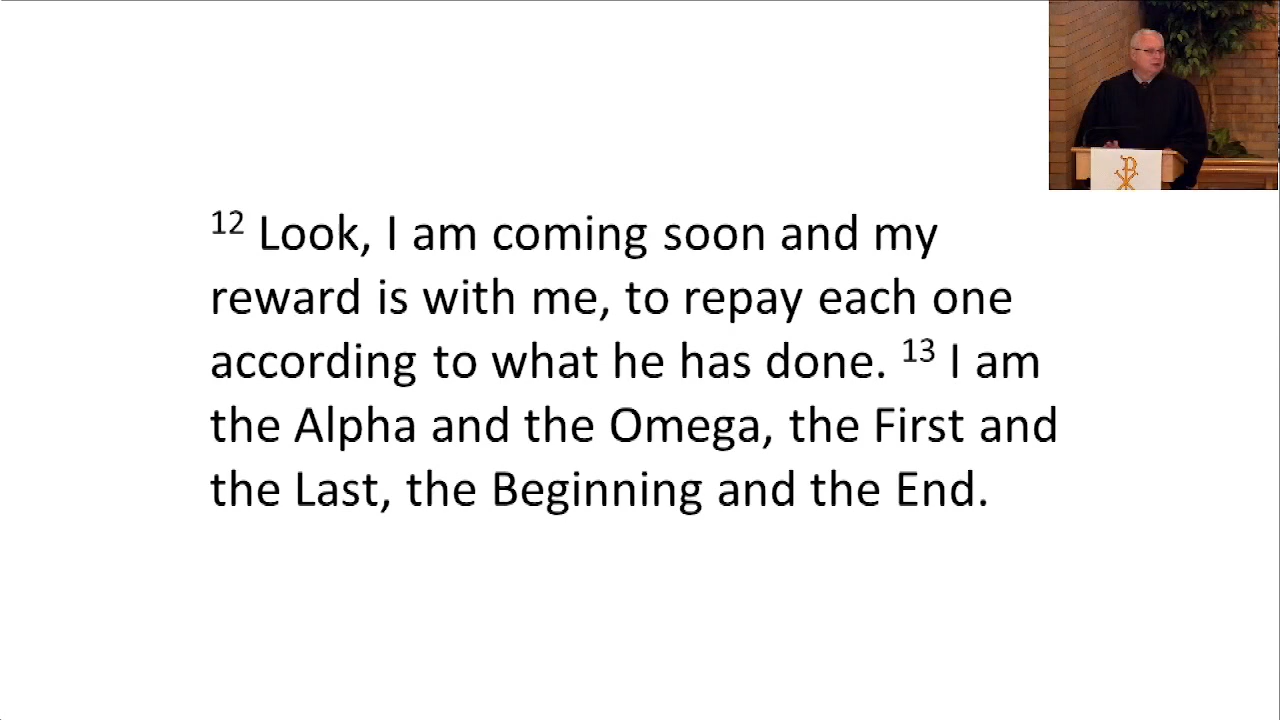 12 Look, I am coming soon and my
reward is with me, to repay each one
according to what he has done. 13 I am
the Alpha and the Omega, the First and
the Last, the Beginning and the End.